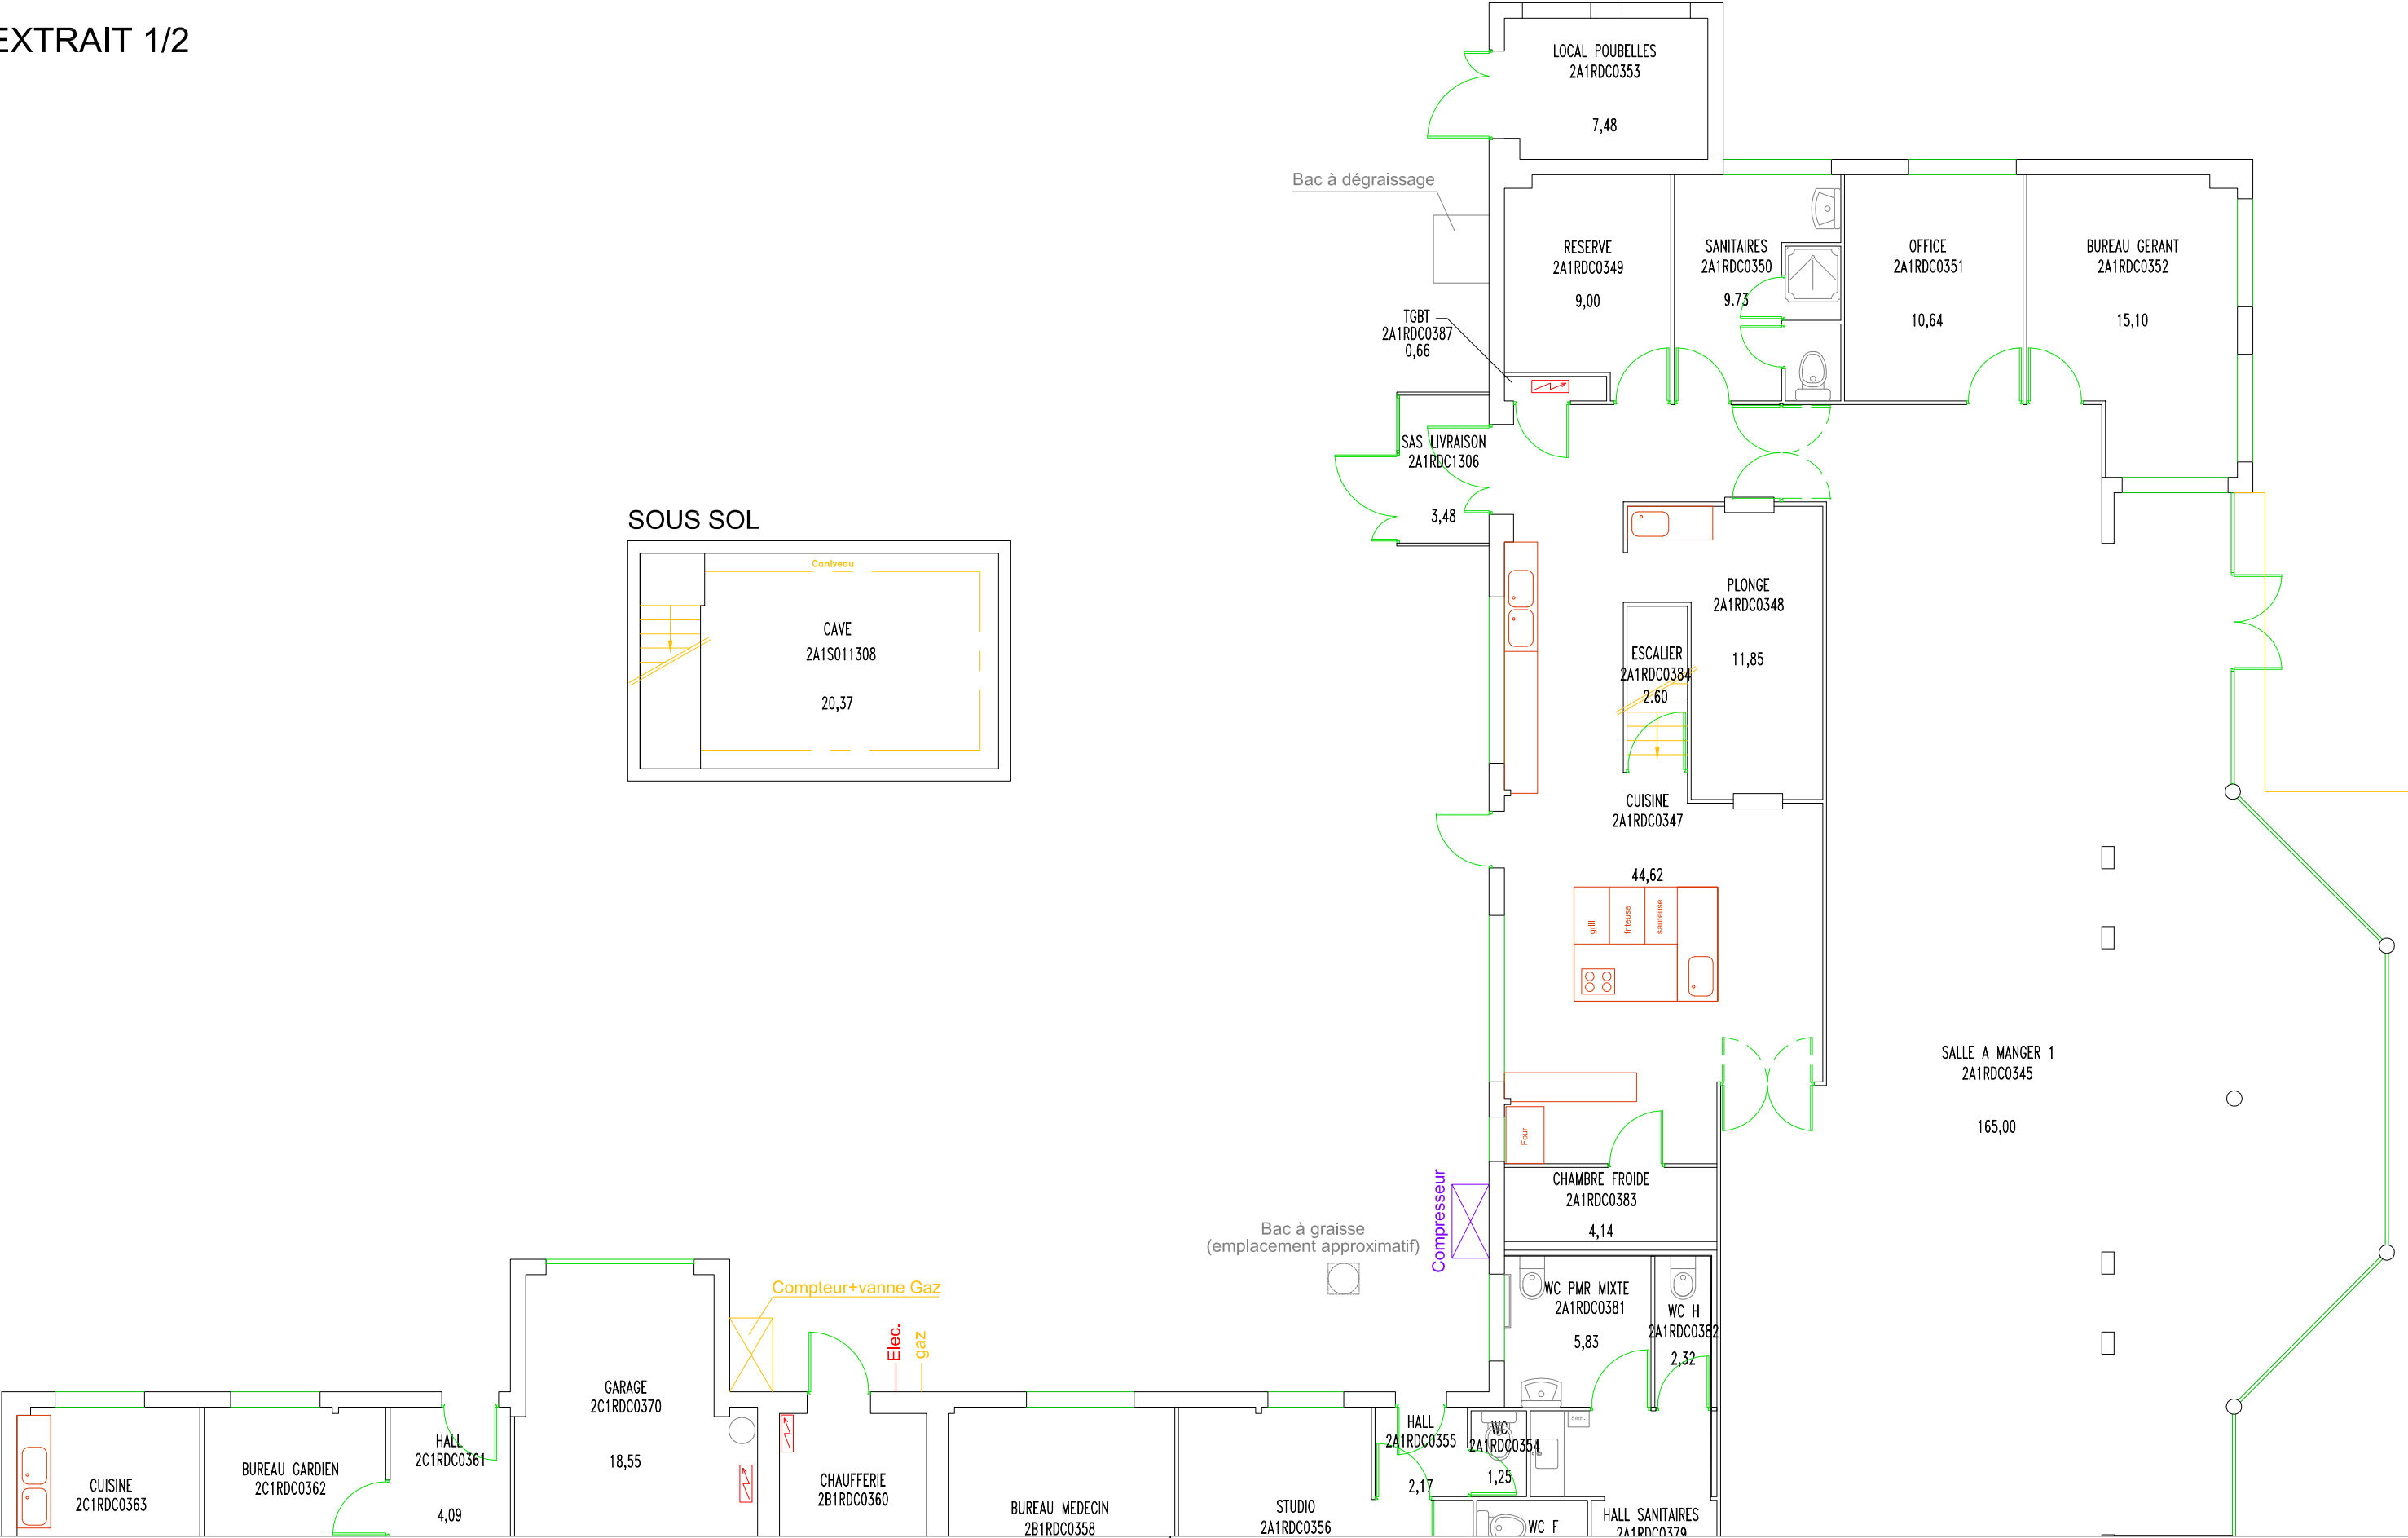 EXTRAIT 1/2
LOCAL POUBELLES
2A1RDC0353
7,48
Bac à dégraissage
RESERVE
2A1RDC0349
9,00
SANITAIRES
2A1RDC0350
9.73
OFFICE
2A1RDC0351
10,64
BUREAU GERANT
2A1RDC0352
15,10
TGBT
2A1RDC0387
0,66
SAS LIVRAISON
2A1RDC1306
3,48
SOUS SOL
Caniveau
CAVE
2A1S011308
20,37
PLONGE
2A1RDC0348
11,85
ESCALIER
2A1RDC0384
2.60
CUISINE
2A1RDC0347
44,62
grill
friteuse
sauteuse
SALLE A MANGER 1
2A1RDC0345
165,00
Four
CHAMBRE FROIDE
2A1RDC0383
4,14
Compresseur
Bac à graisse
(emplacement approximatif)
Compteur+vanne Gaz
Elec.
gaz
WC PMR MIXTE
2A1RDC0381
5,83
WC H
2A1RDC0382
2,32
GARAGE
2C1RDC0370
18,55
HALL
2C1RDC0361
4,09
BUREAU GARDIEN
2C1RDC0362
CUISINE
2C1RDC0363
CHAUFFERIE
2B1RDC0360
BUREAU MEDECIN
2B1RDC0358
STUDIO
2A1RDC0356
HALL
2A1RDC0355
2,17
WC
2A1RDC0354
1,25
WC F
HALL SANITAIRES
2A1RDC0379